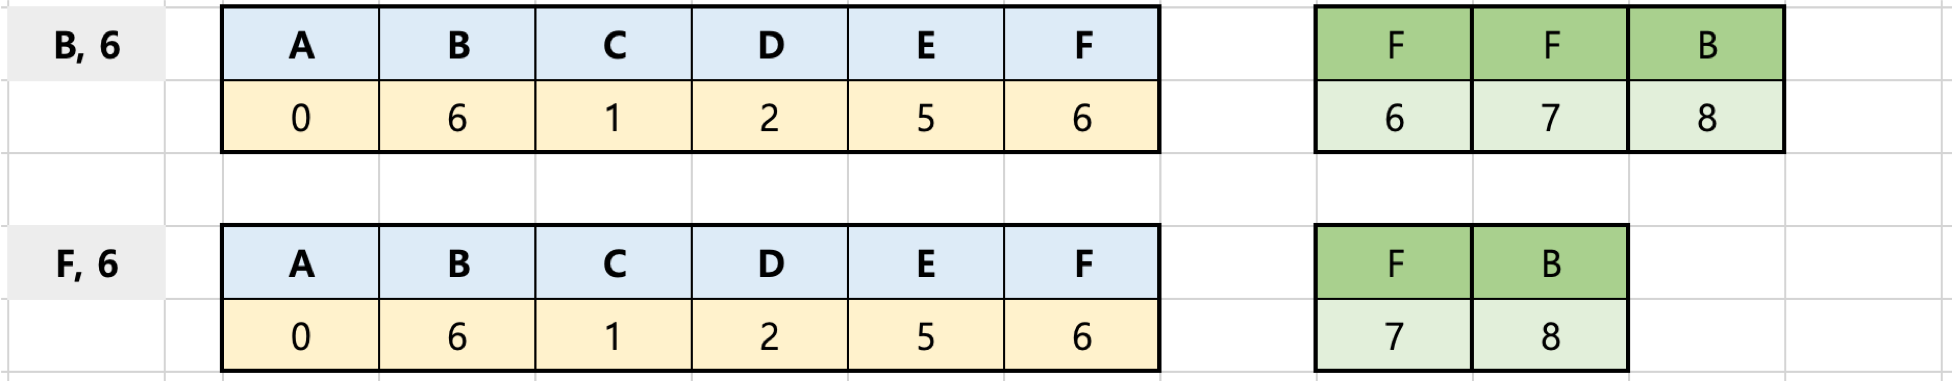 B, 6 A B C D E F F F B
0 6 1 2 5 6 6 7 8
F, 6 A B C D E F F B
0 6 1 2 5 6 7 8